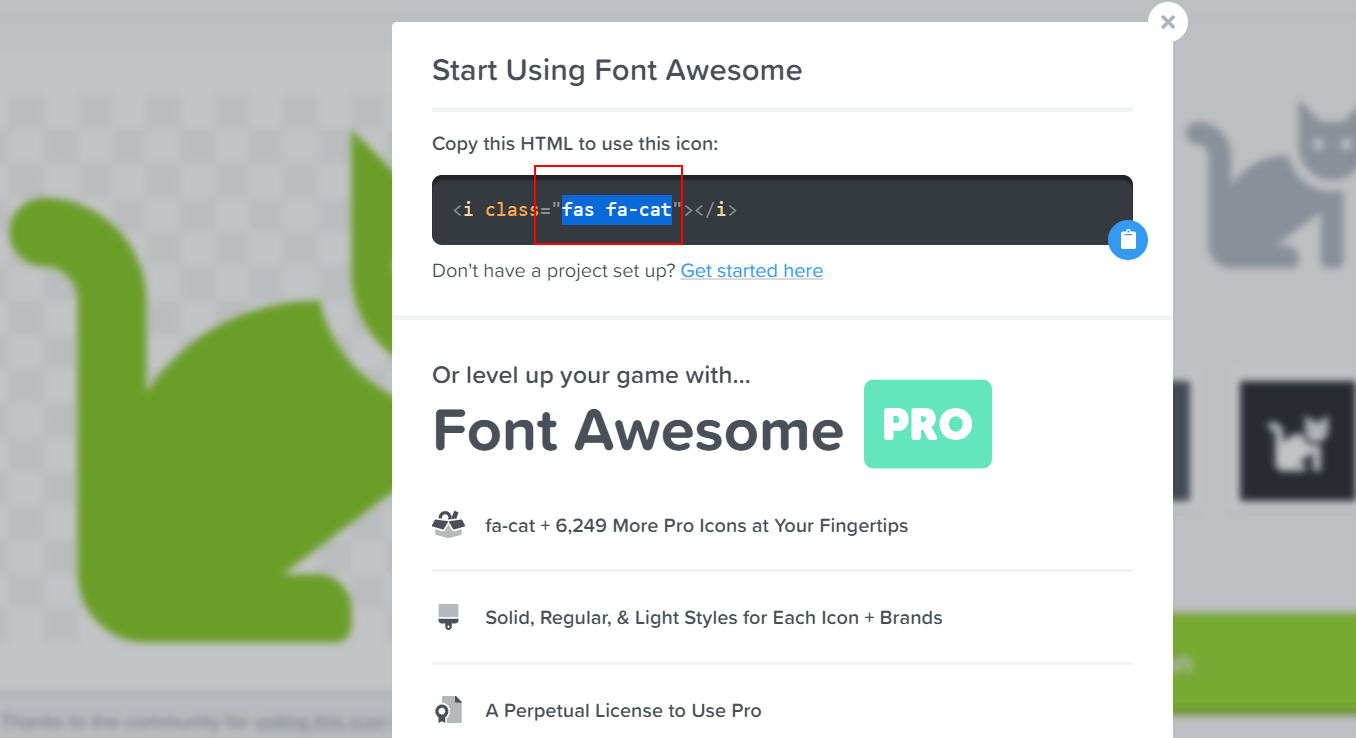 Start Using Font Awesome
Copy this HTML to use this icon:
<i class="fas fa-cat"></i>
Don't have a project set up? Get started here
Or level up your game with...
Font Awesome PRO
fa-cat + 6,249 More Pro Icons at Your Fingertips
Solid, Regular, & Light Styles for Each Icon + Brands
A Perpetual License to Use Pro
Thanks to the community for voting this icon